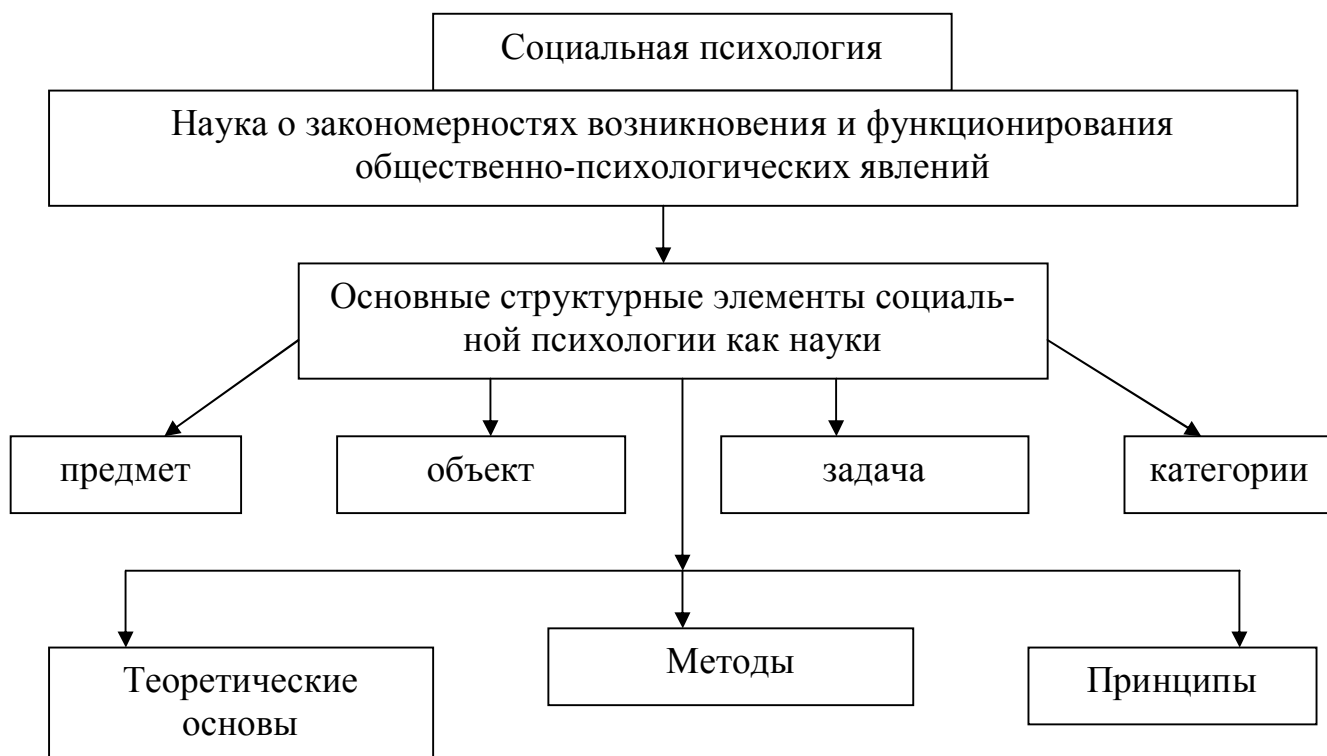 Социальная психология
Наука о закономерностях возникновения и функционирования
общественно-психологических явлений
Основные структурные элементы социаль-
ной психологии как науки
предмет
объект
задача
категории
Теоретические
основы
Методы
Принципы